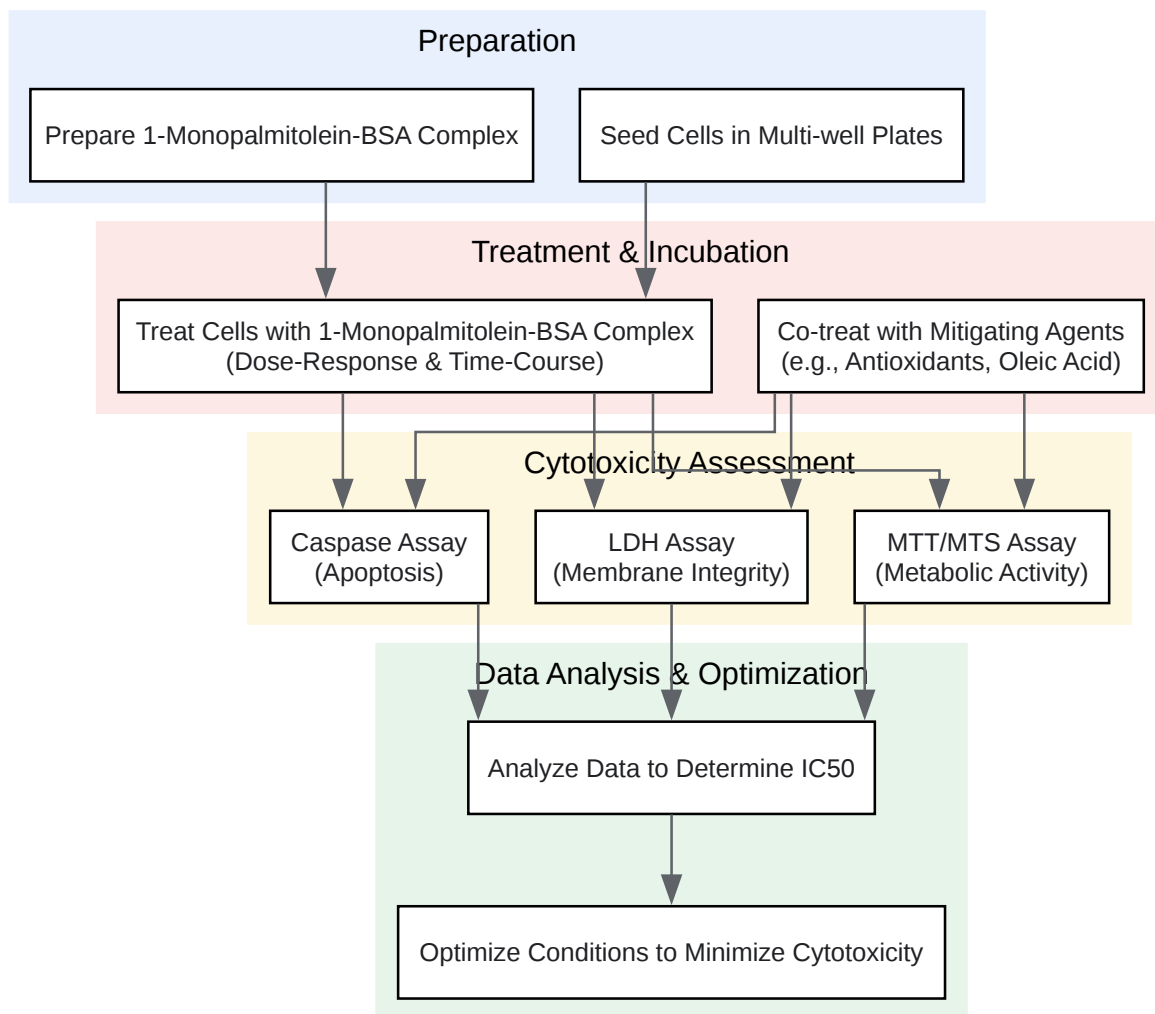 Preparation
Prepare 1-Monopalmitolein-BSA Complex
Seed Cells in Multi-well Plates
Treatment & Incubation
Treat Cells with 1-Monopalmitolein-BSA Complex
(Dose-Response & Time-Course)
Co-treat with Mitigating Agents
(e.g., Antioxidants, Oleic Acid)
Cytotoxicity Assessment
Caspase Assay
(Apoptosis)
LDH Assay
(Membrane Integrity)
MTT/MTS Assay
(Metabolic Activity)
Data Analysis & Optimization
Analyze Data to Determine IC50
Optimize Conditions to Minimize Cytotoxicity